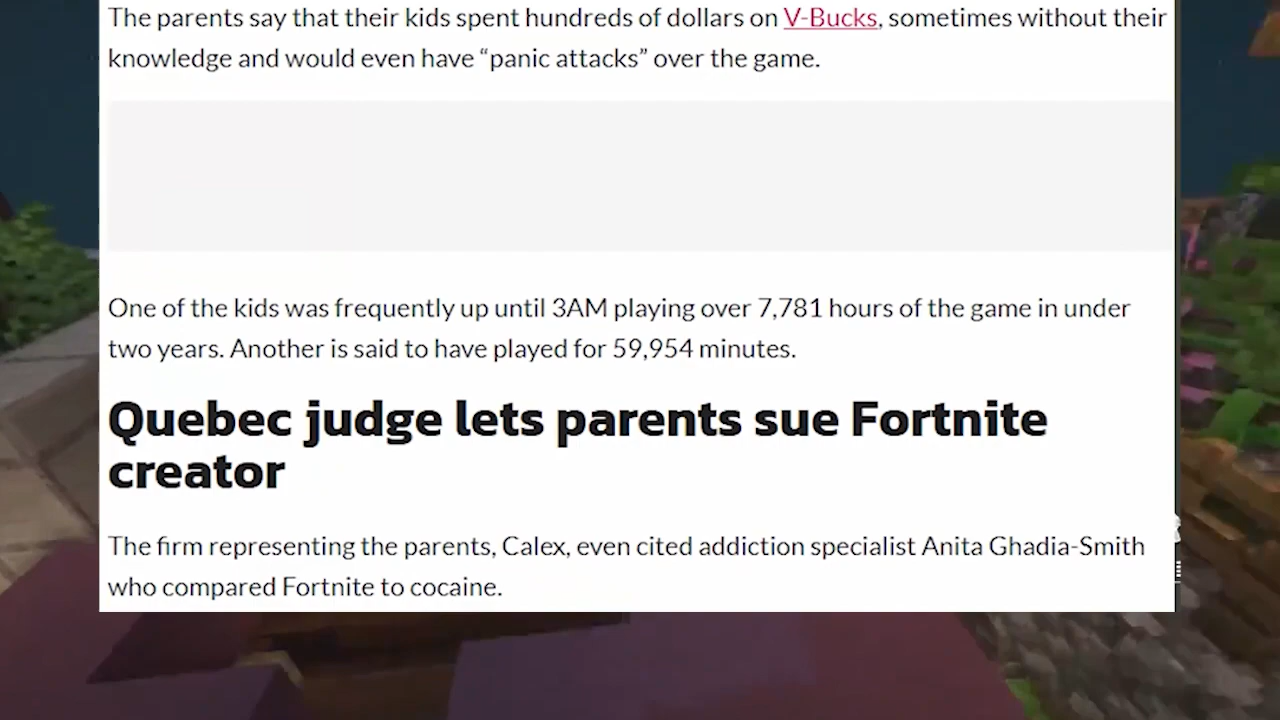 The parents say that their kids spent hundreds of dollars on V-Bucks, sometimes without their
knowledge and would even have “panic attacks” over the game.
One of the kids was frequently up until 3AM playing over 7,781 hours of the game in under
two years. Another is said to have played for 59,954 minutes.
Quebec judge lets parents sue Fortnite
creator
The firm representing the parents, Calex, even cited addiction specialist Anita Ghadia-Smith
who compared Fortnite to cocaine.